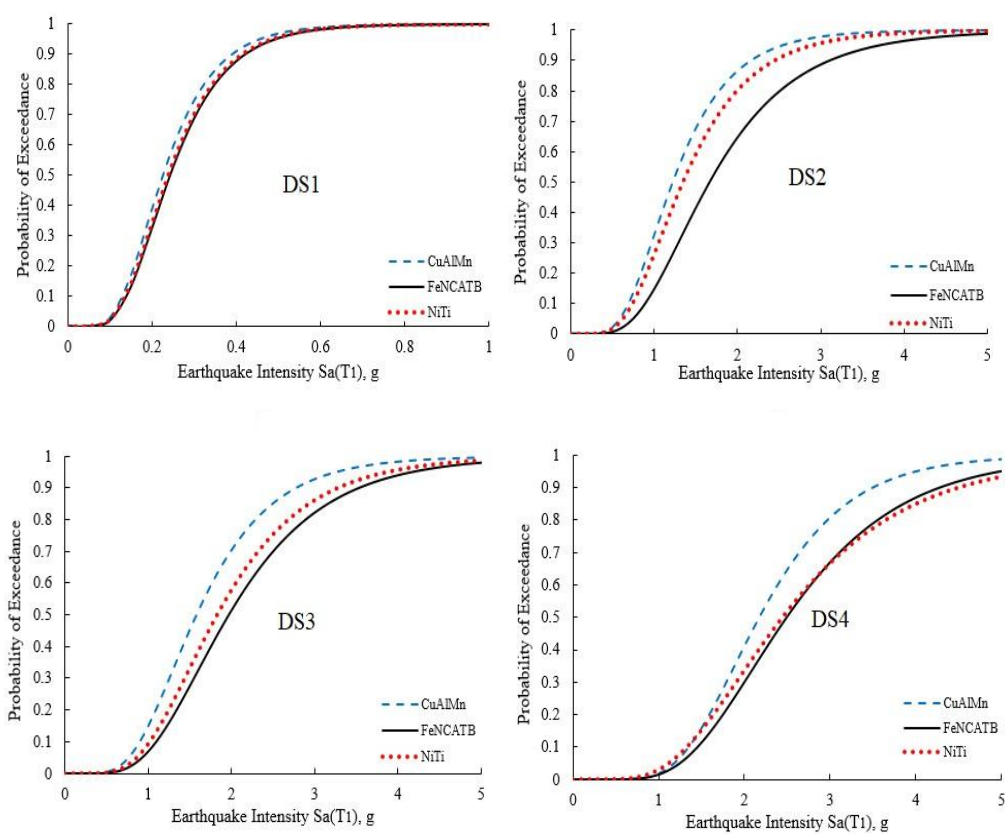 1
0.9
0.8
0.7
0.6
0.5
0.4
0.3
0.2
0.1
0
Probability of Exceedance
DS1
CuAlMn
FeNCATB
NiTi
0 0.2 0.4 0.6 0.8 1
Earthquake Intensity Sa(T1), g
1
0.9
0.8
0.7
0.6
0.5
0.4
0.3
0.2
0.1
0
Probability of Exceedance
DS2
CuAlMn
FeNCATB
NiTi
0 1 2 3 4 5
Earthquake Intensity Sa(T1), g
1
0.9
0.8
0.7
0.6
0.5
0.4
0.3
0.2
0.1
0
Probability of Exceedance
DS3
CuAlMn
FeNCATB
NiTi
0 1 2 3 4 5
Earthquake Intensity Sa(T1), g
1
0.9
0.8
0.7
0.6
0.5
0.4
0.3
0.2
0.1
0
Probability of Exceedance
DS4
CuAlMn
FeNCATB
NiTi
0 1 2 3 4 5
Earthquake Intensity Sa(T1), g